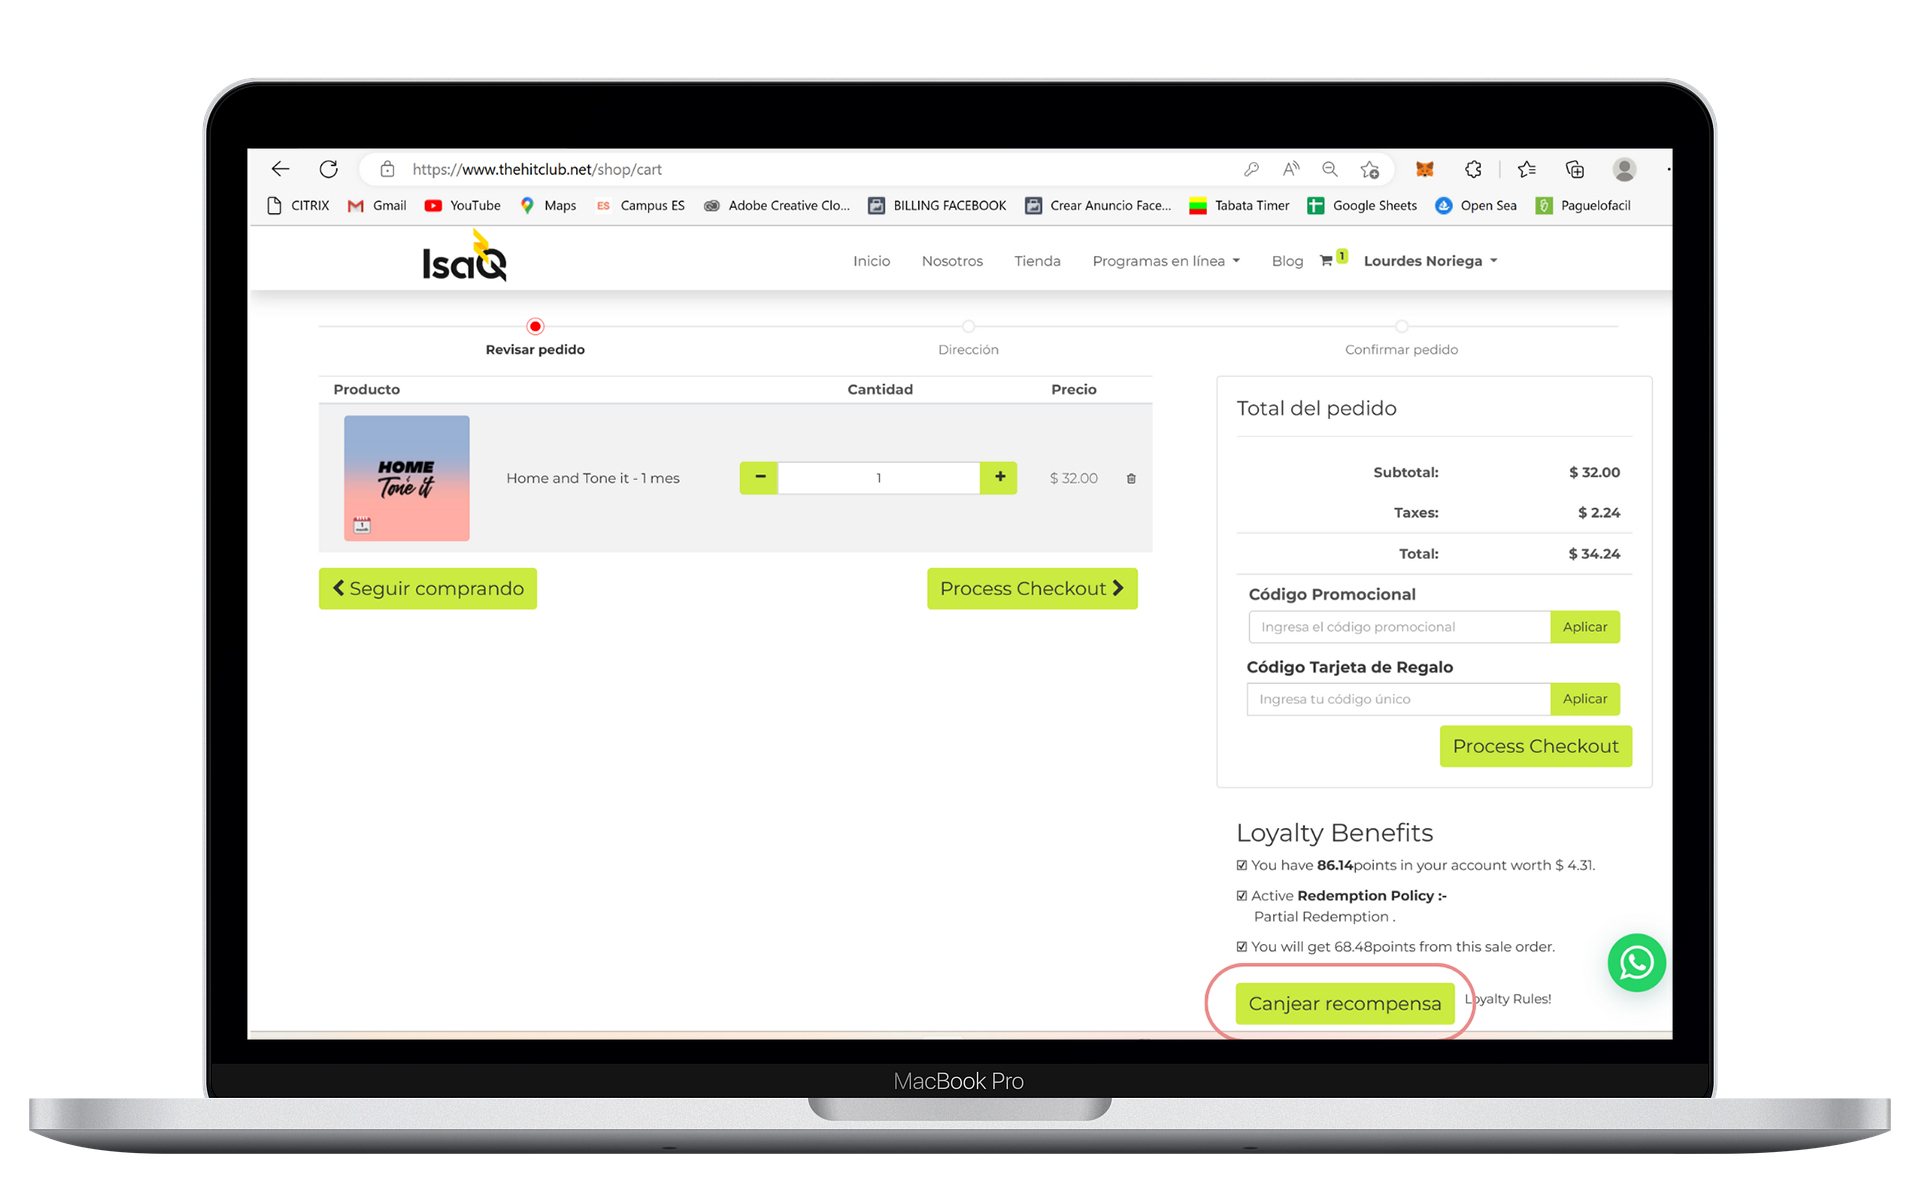 https://www.thehitclub.net/shop/cart
CITRIX Gmail YouTube Maps ES Campus ES Adobe Creative Clo... BILLING FACEBOOK Crear Anuncio Face... Tabata Timer Google Sheets Open Sea Paguelofacil
IsaQ
Inicio Nosotros Tienda Programas en línea Blog 1 Lourdes Noriega
Revisar pedido Dirección Confirmar pedido
Producto Cantidad Precio
HOME
& Tone it
Home and Tone it - 1 mes - 1 + $ 32.00
Seguir comprando Process Checkout
Total del pedido
Subtotal: $ 32.00
Taxes: $ 2.24
Total: $ 34.24
Código Promocional
Ingresa el código promocional Aplicar
Código Tarjeta de Regalo
Ingresa tu código único Aplicar
Process Checkout
Loyalty Benefits
You have 86.14points in your account worth $ 4.31.
Active Redemption Policy :-
Partial Redemption .
You will get 68.48points from this sale order.
Canjear recompensa Loyalty Rules!
MacBook Pro